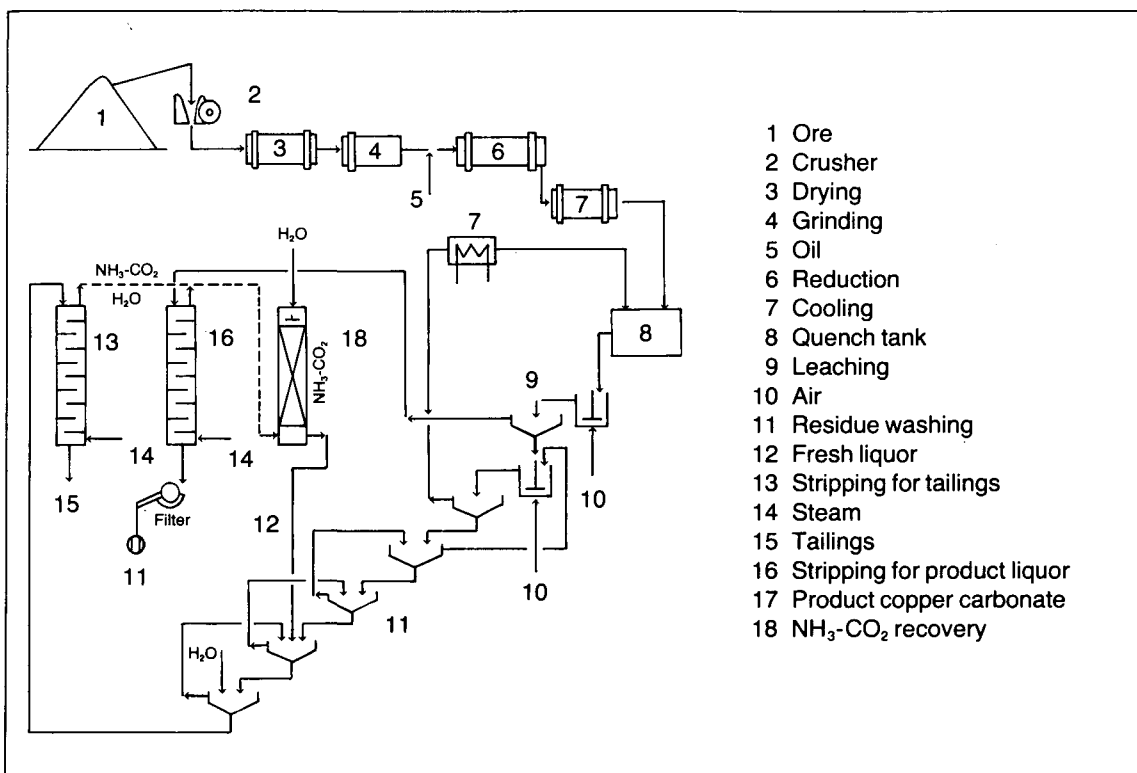 1
2
3
4
5
6
7
7
H₂O
NH₃-CO₂
H₂O
13
16
18
NH₃-CO₂
8
9
10
14
14
15
Filter
11
12
10
11
H₂O
1 Ore
2 Crusher
3 Drying
4 Grinding
5 Oil
6 Reduction
7 Cooling
8 Quench tank
9 Leaching
10 Air
11 Residue washing
12 Fresh liquor
13 Stripping for tailings
14 Steam
15 Tailings
16 Stripping for product liquor
17 Product copper carbonate
18 NH₃-CO₂ recovery